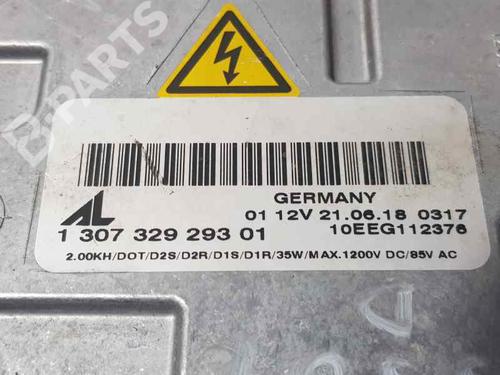 B-PARTS
GERMANY
01 12V 21.06.18 0317
AL
1 307 329 293 01
10EEG112376
2.00KH/DOT/D2S/D2R/D1S/D1R/35W/MAX.1200V DC/85V AC